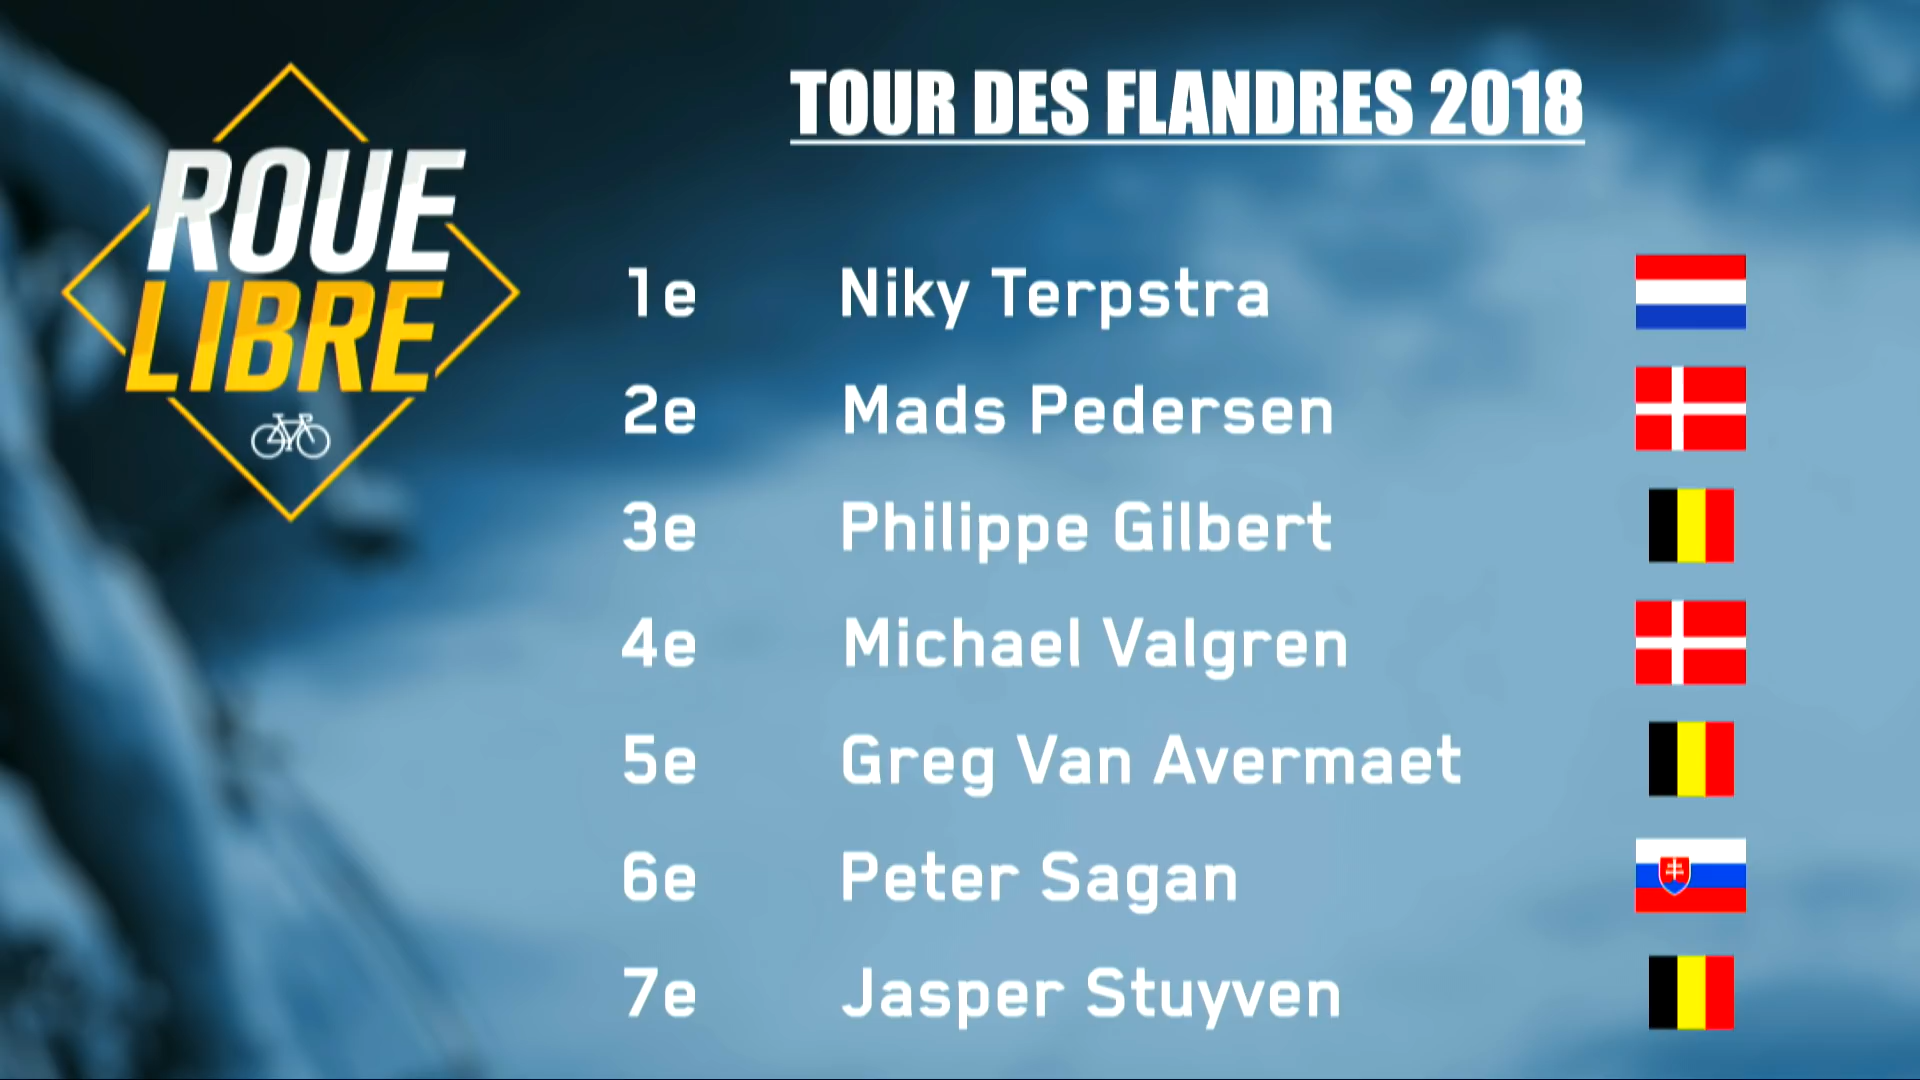 ROUE
LIBRE
TOUR DES FLANDRES 2018
1e Niky Terpstra
2e Mads Pedersen
3e Philippe Gilbert
4e Michael Valgren
5e Greg Van Avermaet
6e Peter Sagan
7e Jasper Stuyven